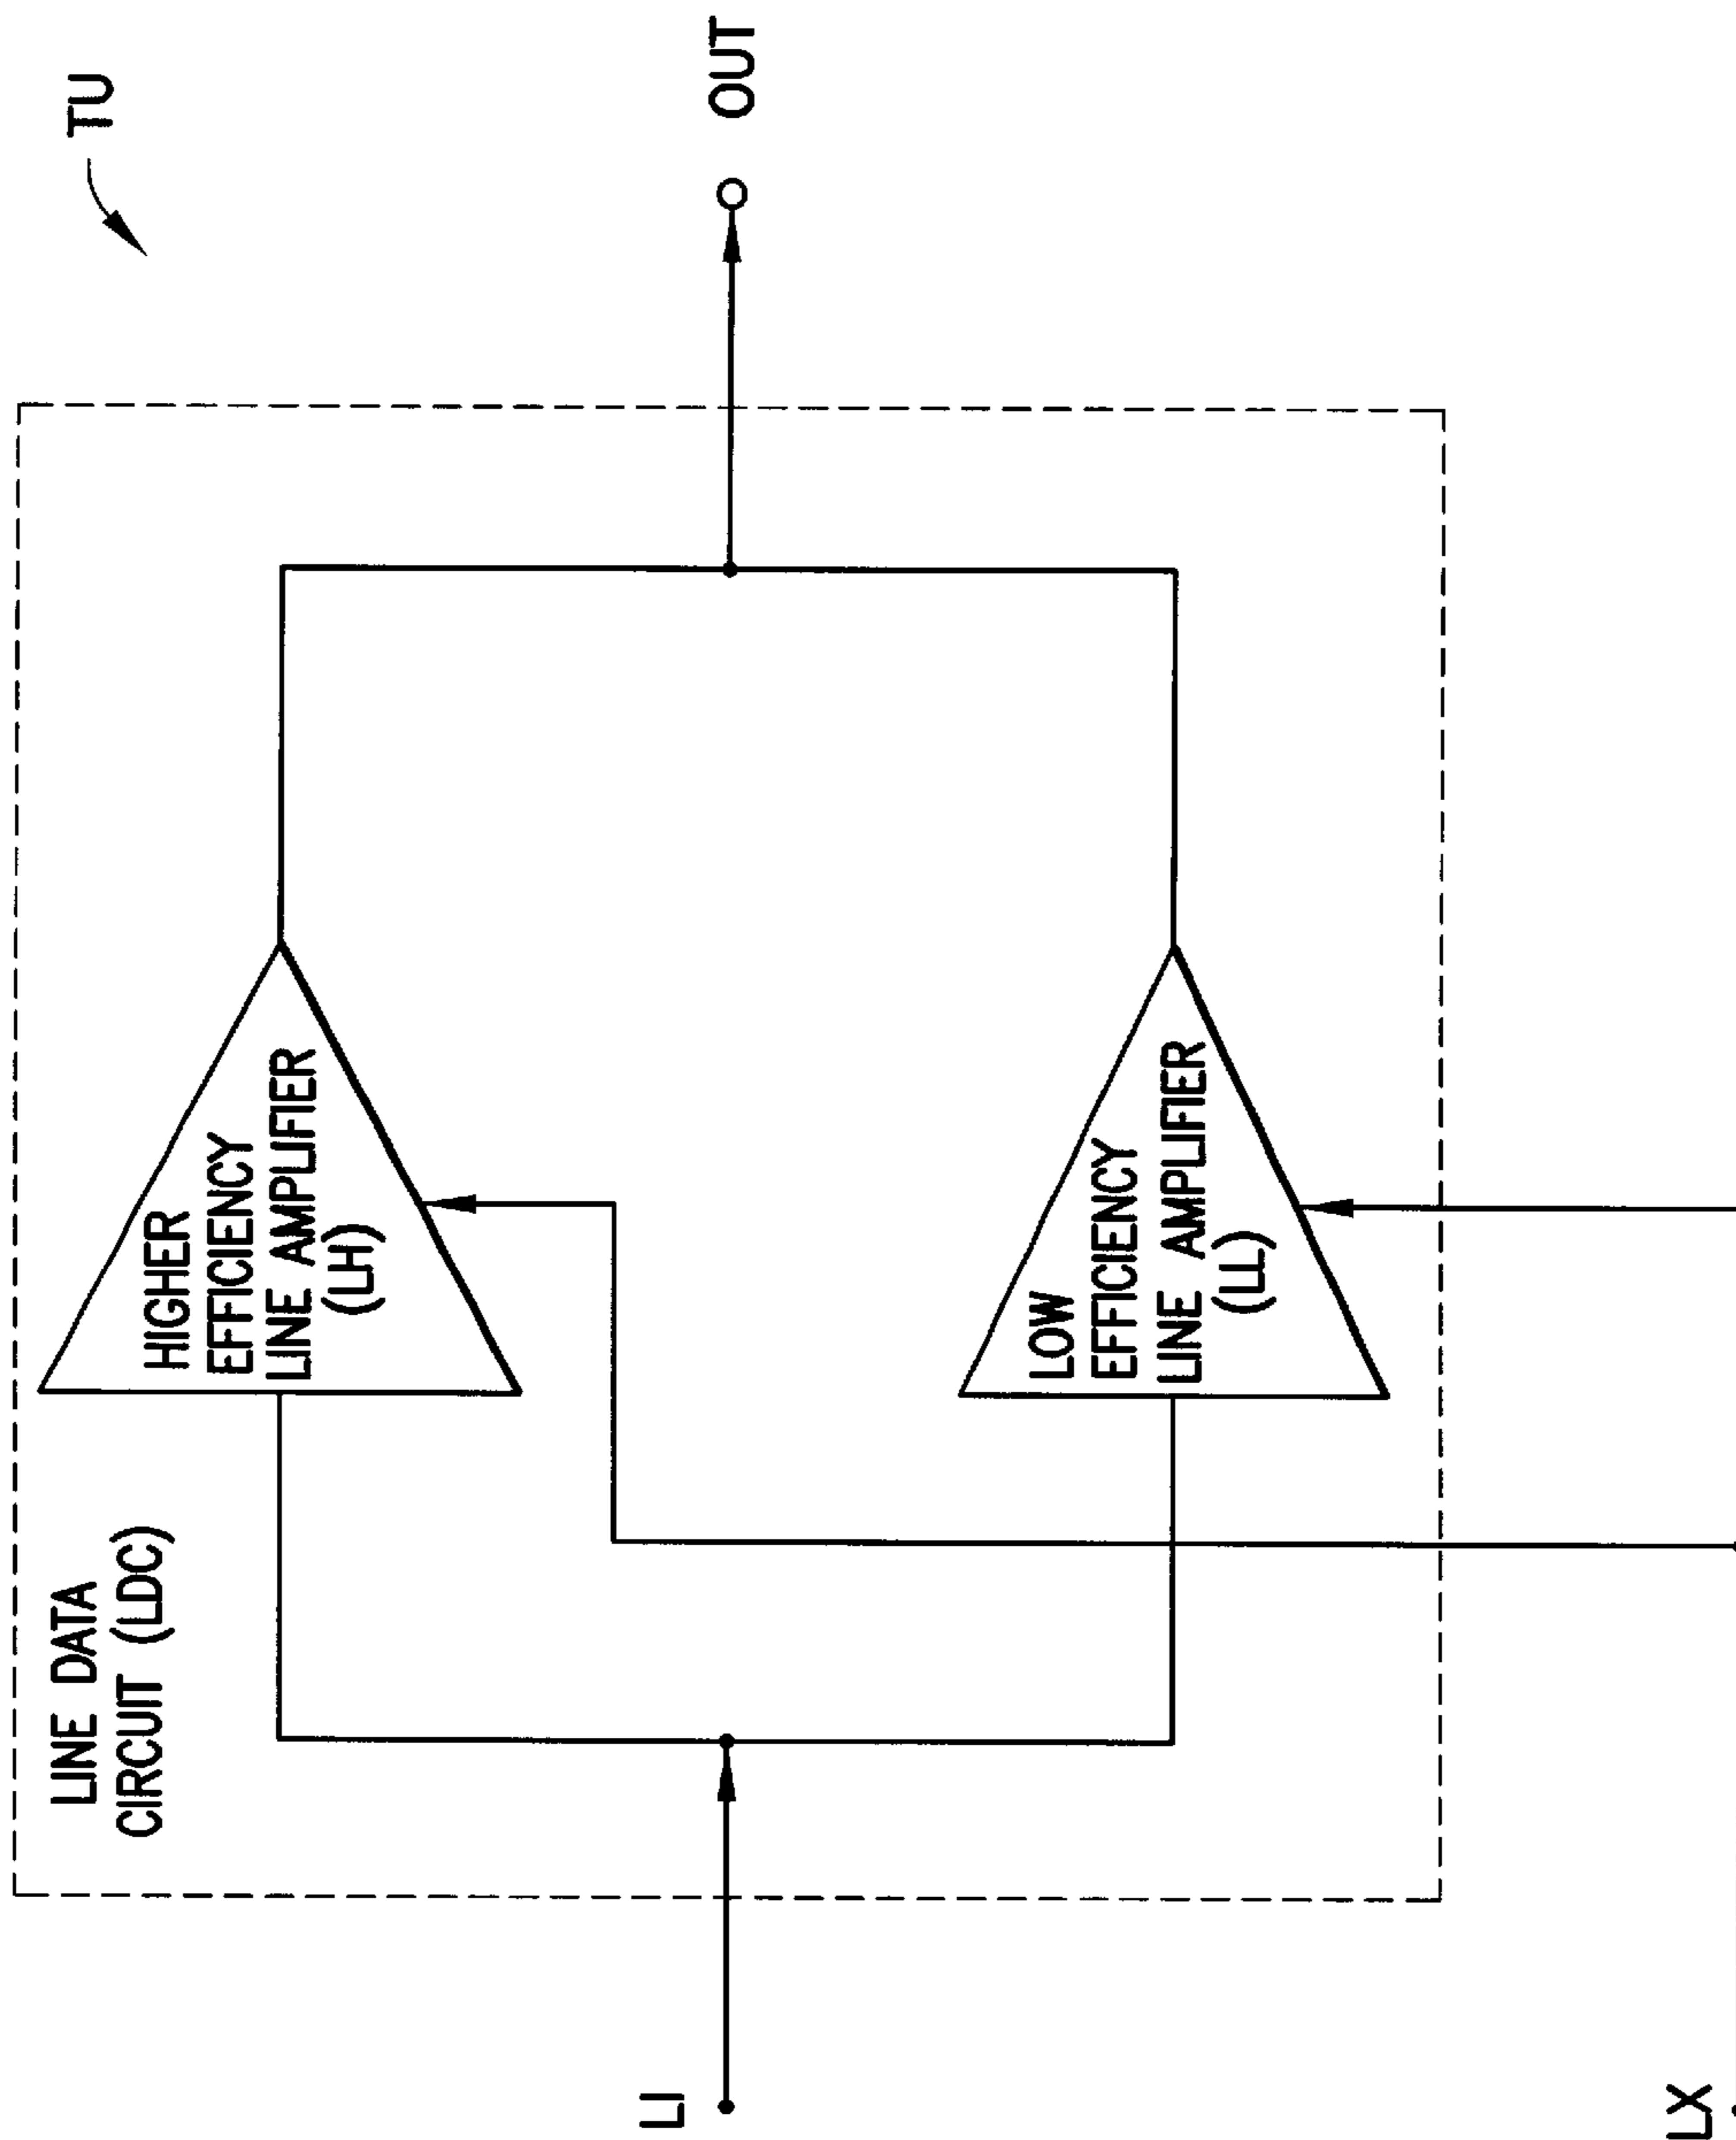 TU
LINE DATA
CIRCUIT (LDC)
HIGHER
EFFICIENCY
LINE AMPLIFIER
(LH)
LI
OUT
LOW
EFFICIENCY
LINE AMPLIFIER
(LL)
LX